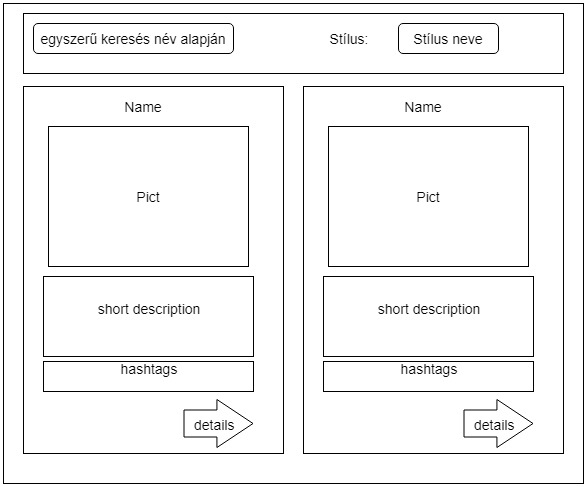 egyszerű keresés név alapján
Stílus:
Stílus neve
Name
Pict
short description
hashtags
details
Name
Pict
short description
hashtags
details